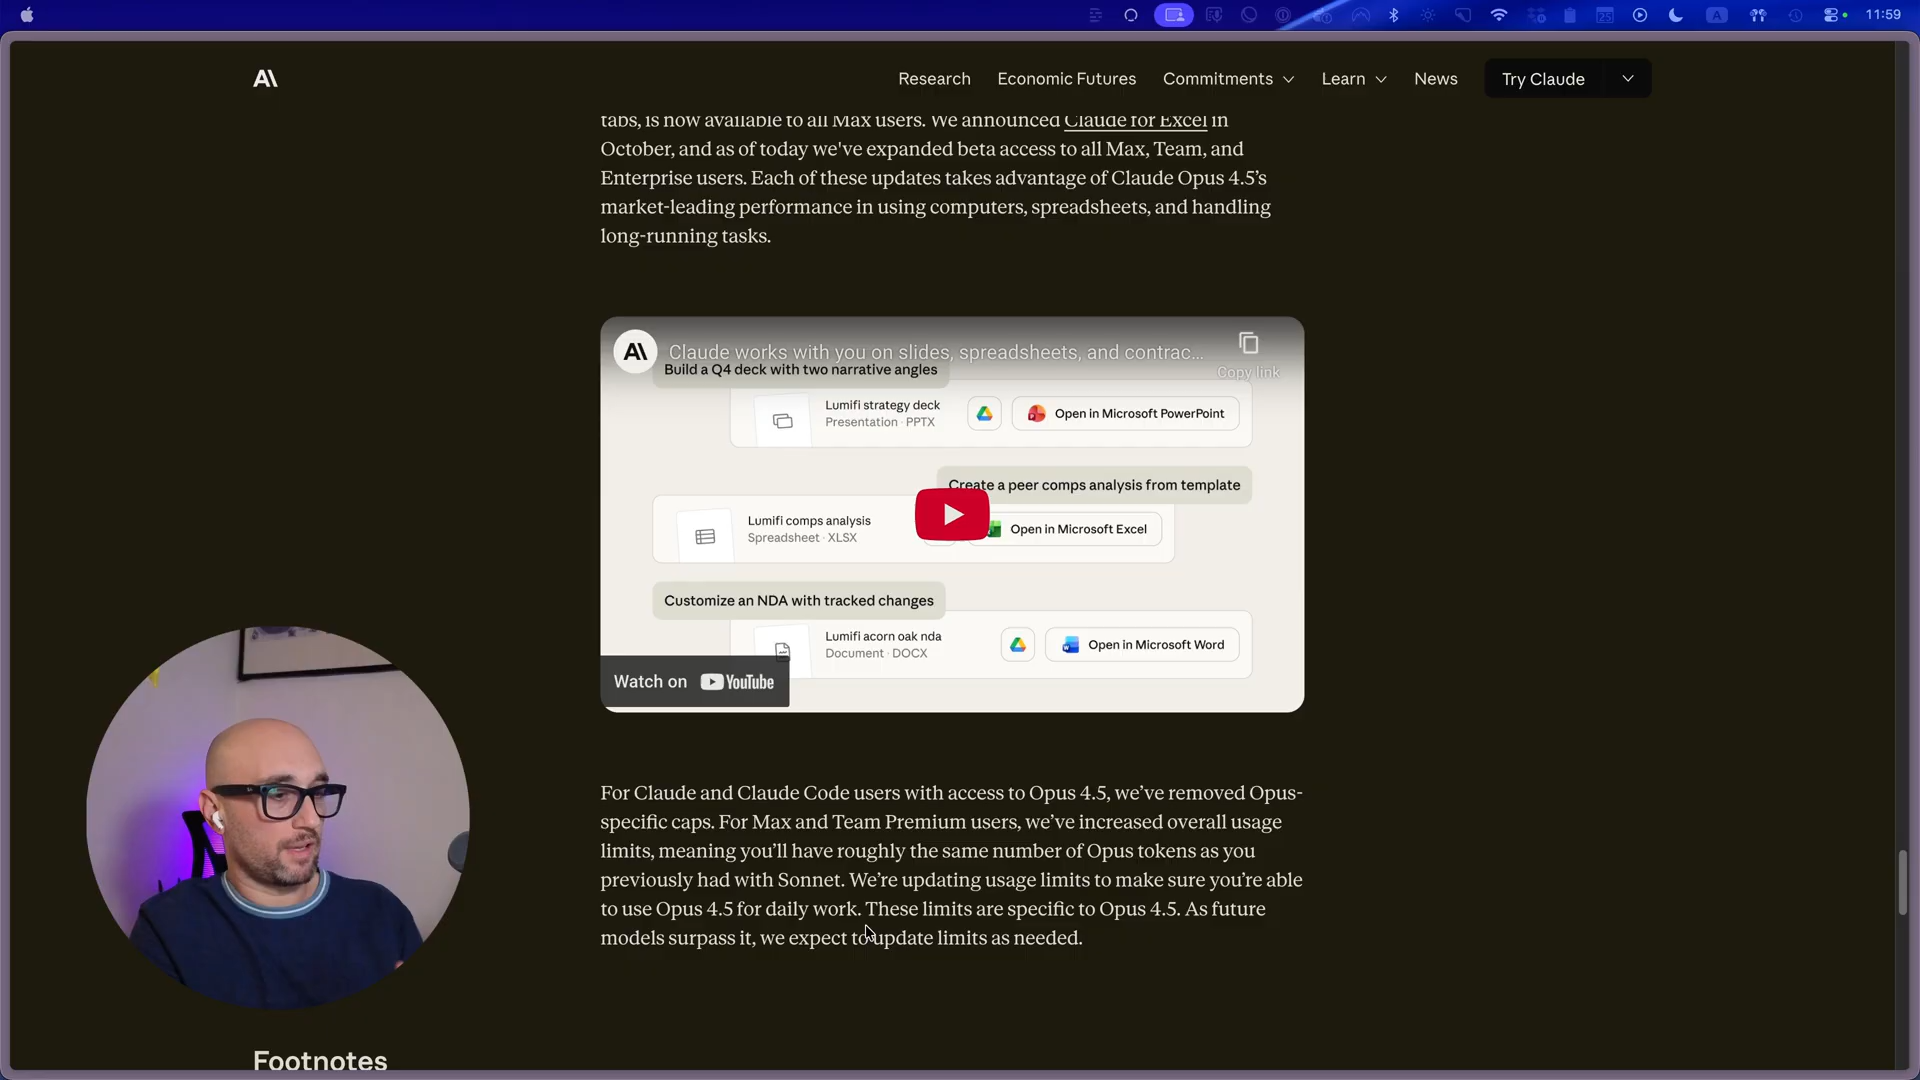 11:59
Research Economic Futures Commitments Learn News Try Claude
tabs, is now available to all Max users. We announced Claude for Excel in
October, and as of today we've expanded beta access to all Max, Team, and
Enterprise users. Each of these updates takes advantage of Claude Opus 4.5’s
market-leading performance in using computers, spreadsheets, and handling
long-running tasks.
Claude works with you on slides, spreadsheets, and contrac...
Copy link
Build a Q4 deck with two narrative angles
Lumifi strategy deck
Presentation · PPTX
Open in Microsoft PowerPoint
Create a peer comps analysis from template
Lumifi comps analysis
Spreadsheet · XLSX
Open in Microsoft Excel
Customize an NDA with tracked changes
Lumifi acorn oak nda
Document · DOCX
Open in Microsoft Word
Watch on YouTube
For Claude and Claude Code users with access to Opus 4.5, we’ve removed Opus-
specific caps. For Max and Team Premium users, we’ve increased overall usage
limits, meaning you’ll have roughly the same number of Opus tokens as you
previously had with Sonnet. We’re updating usage limits to make sure you’re able
to use Opus 4.5 for daily work. These limits are specific to Opus 4.5. As future
models surpass it, we expect to update limits as needed.
Footnotes